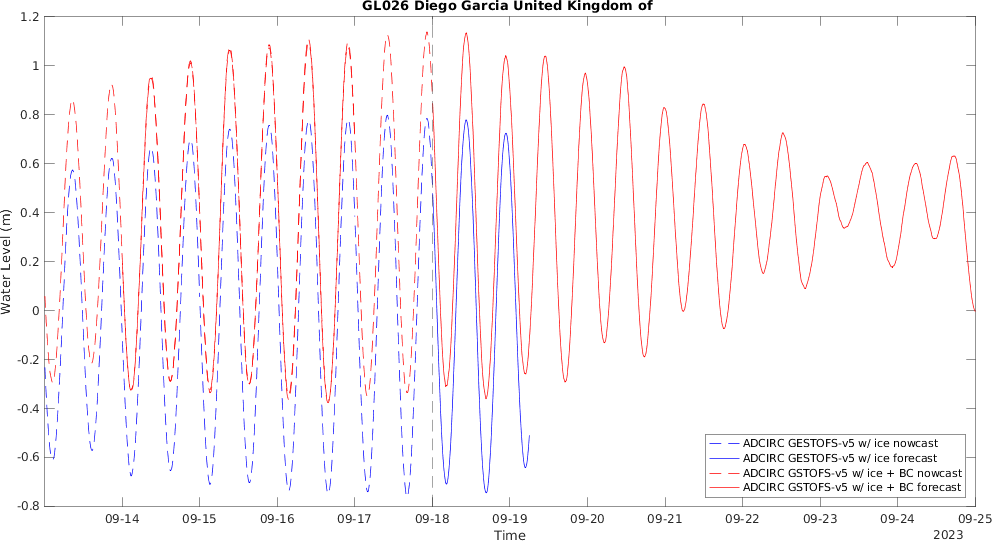 GL026 Diego Garcia United Kingdom of
1.2
1
0.8
0.6
0.4
0.2
0
-0.2
-0.4
-0.6
-0.8
Water Level (m)
ADCIRC GESTOFS-v5 w/ ice nowcast
ADCIRC GESTOFS-v5 w/ ice forecast
ADCIRC GSTOFS-v5 w/ ice + BC nowcast
ADCIRC GSTOFS-v5 w/ ice + BC forecast
09-14 09-15 09-16 09-17 09-18 09-19 09-20 09-21 09-22 09-23 09-24 09-25
Time
2023